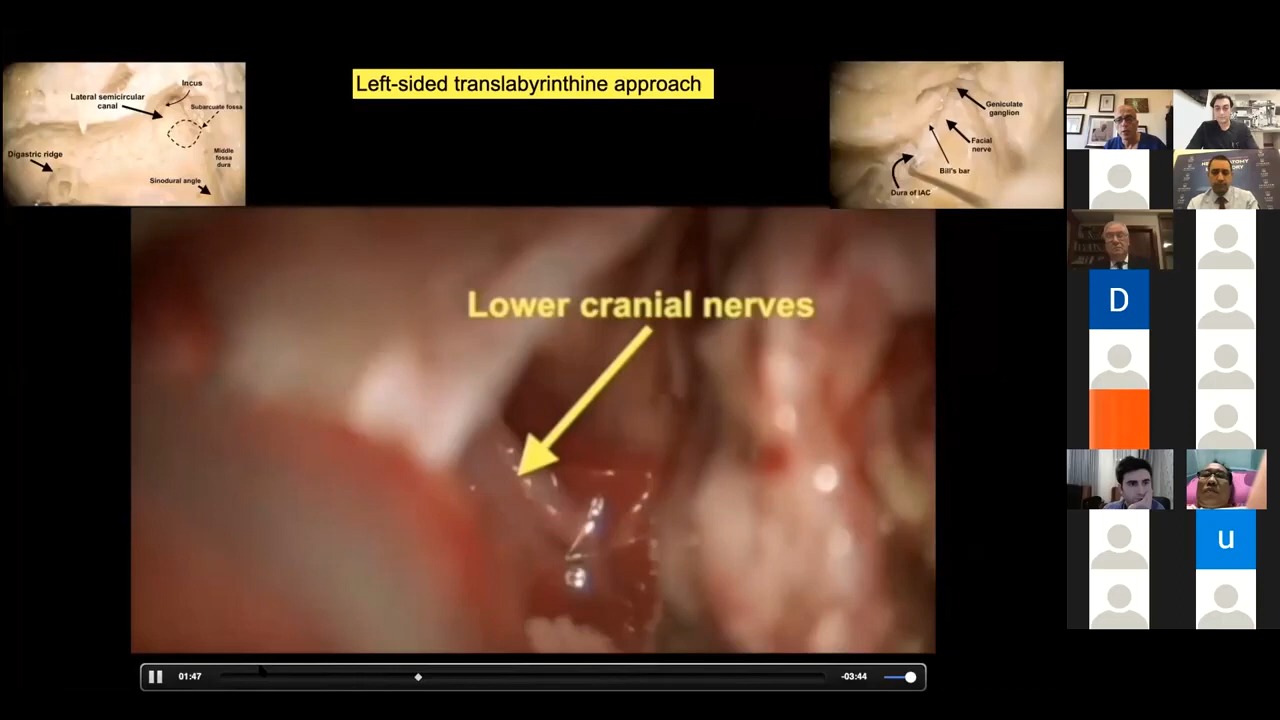 Left-sided translabyrinthine approach
Incus
Lateral semicircular
canal
Subarcuate fossa
Digastric ridge
Middle
fossa
dura
Sinodural angle
Geniculate
ganglion
Facial
nerve
Bill's bar
Dura of IAC
Lower cranial nerves
D
u
01:47
-03:44